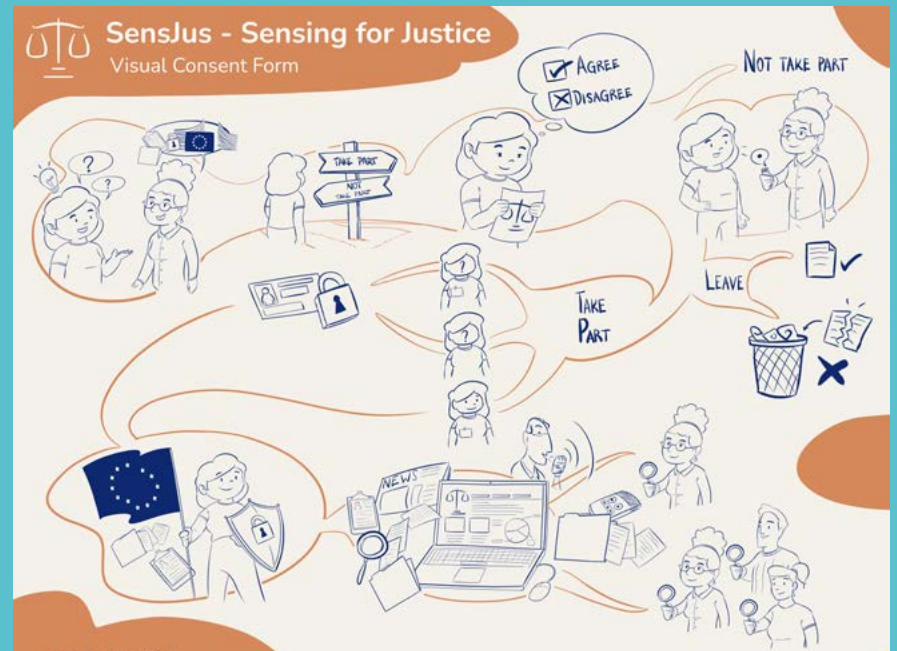 SensJus - Sensing for Justice
Visual Consent Form
AGREE
DISAGREE
NOT TAKE PART
?
?
TAKE PART
NOT
TAKE PART
?
?
TAKE
PART
LEAVE
NEWS